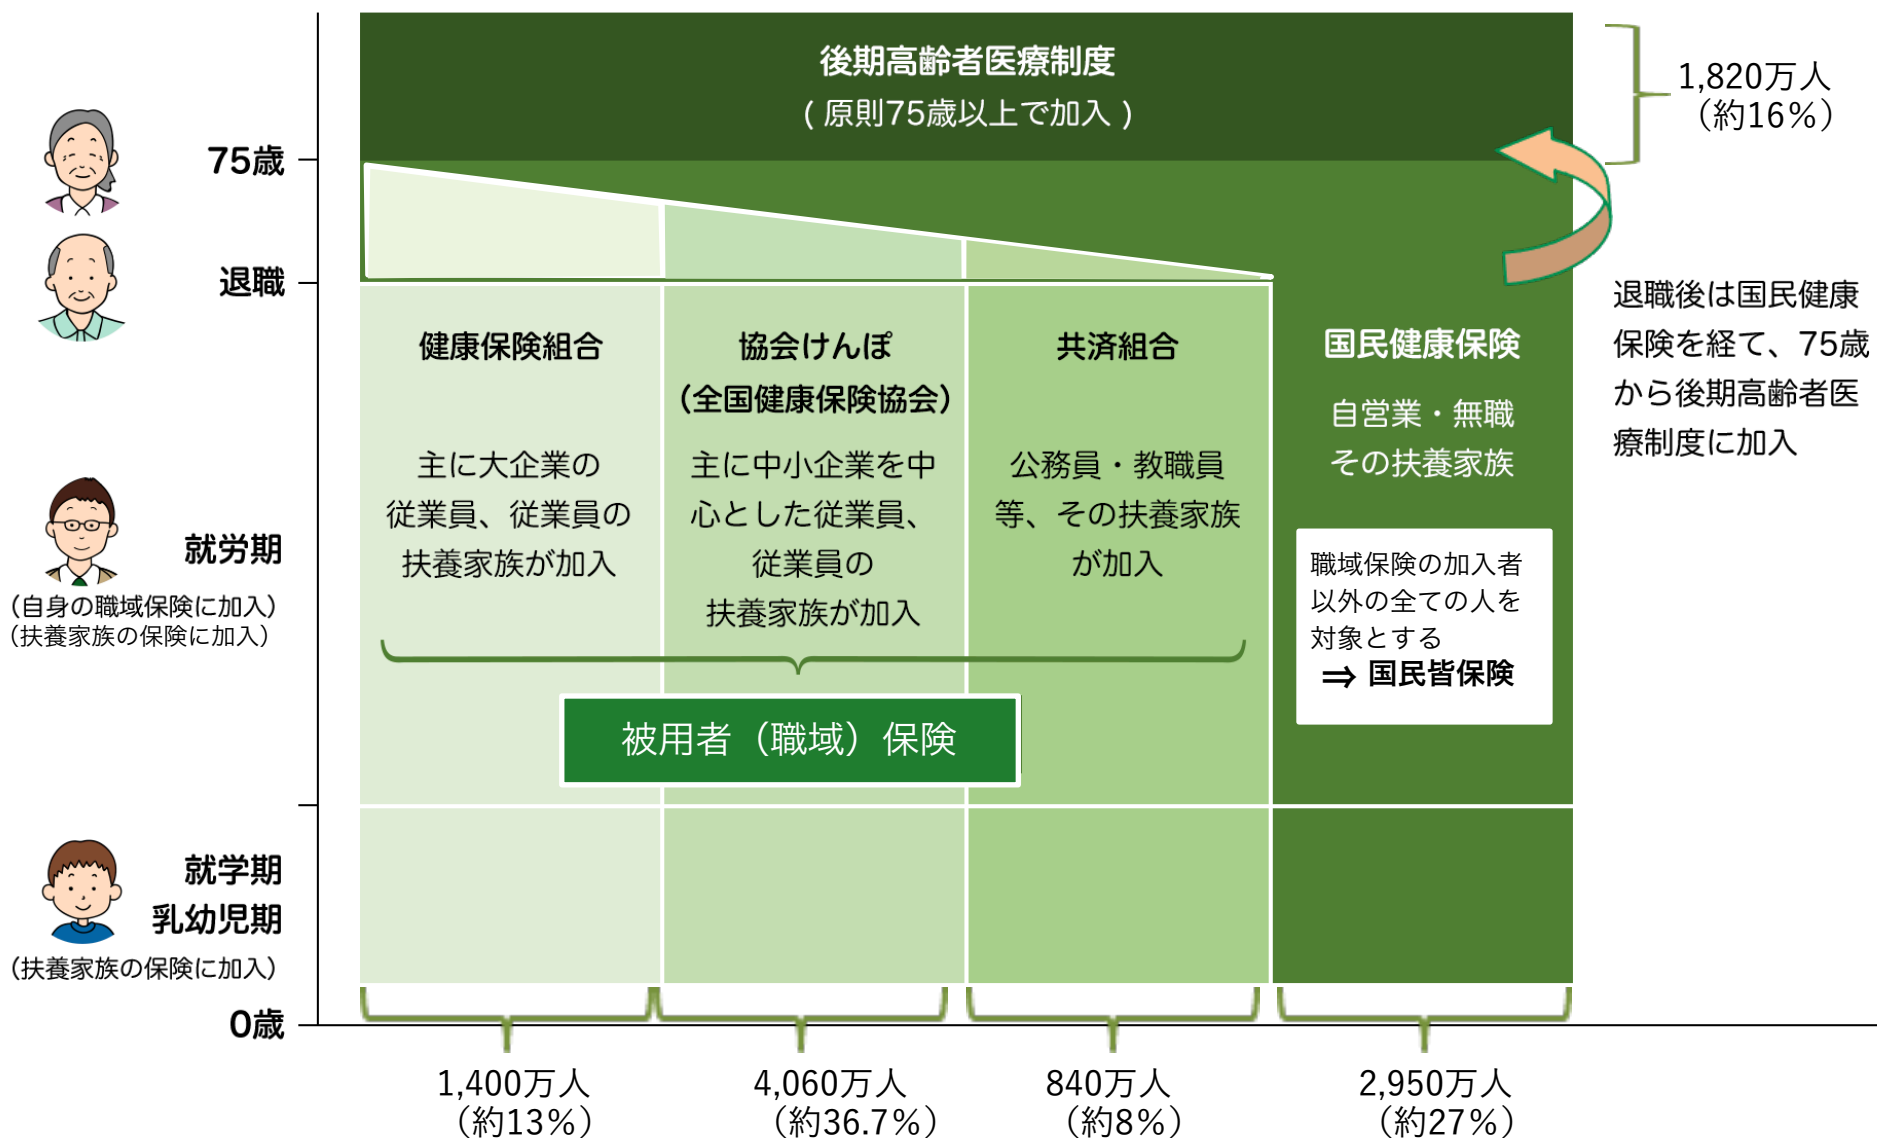 後期高齢者医療制度
( 原則75歳以上で加入 )
1,820万人
（約16%）
75歳
退職
就労期
（自身の職域保険に加入）
（扶養家族の保険に加入）
就学期
乳幼児期
（扶養家族の保険に加入）
0歳
健康保険組合
主に大企業の
従業員、従業員の
扶養家族が加入
協会けんぽ
（全国健康保険協会）
主に中小企業を中
心とした従業員、
従業員の
扶養家族が加入
共済組合
公務員・教職員
等、その扶養家族
が加入
被用者（職域）保険
国民健康保険
自営業・無職
その扶養家族
職域保険の加入者
以外の全ての人を
対象とする
⇒ 国民皆保険
退職後は国民健康
保険を経て、75歳
から後期高齢者医
療制度に加入
1,400万人
（約13%）
4,060万人
（約36.7%）
840万人
（約8%）
2,950万人
（約27%）